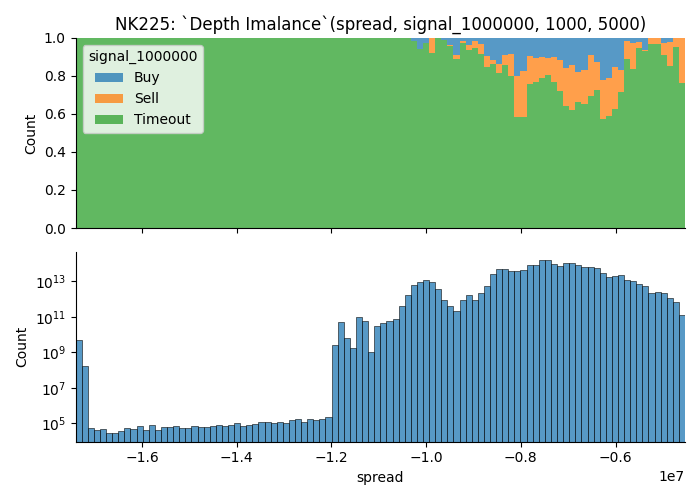 NK225: `Depth Imalance`(spread, signal_1000000, 1000, 5000)
1.0
0.8
0.6
0.4
0.2
0.0
Count
signal_1000000
Buy
Sell
Timeout
10^13
10^11
10^9
10^7
10^5
Count
−1.6
−1.4
−1.2
−1.0
−0.8
−0.6
1e7
spread